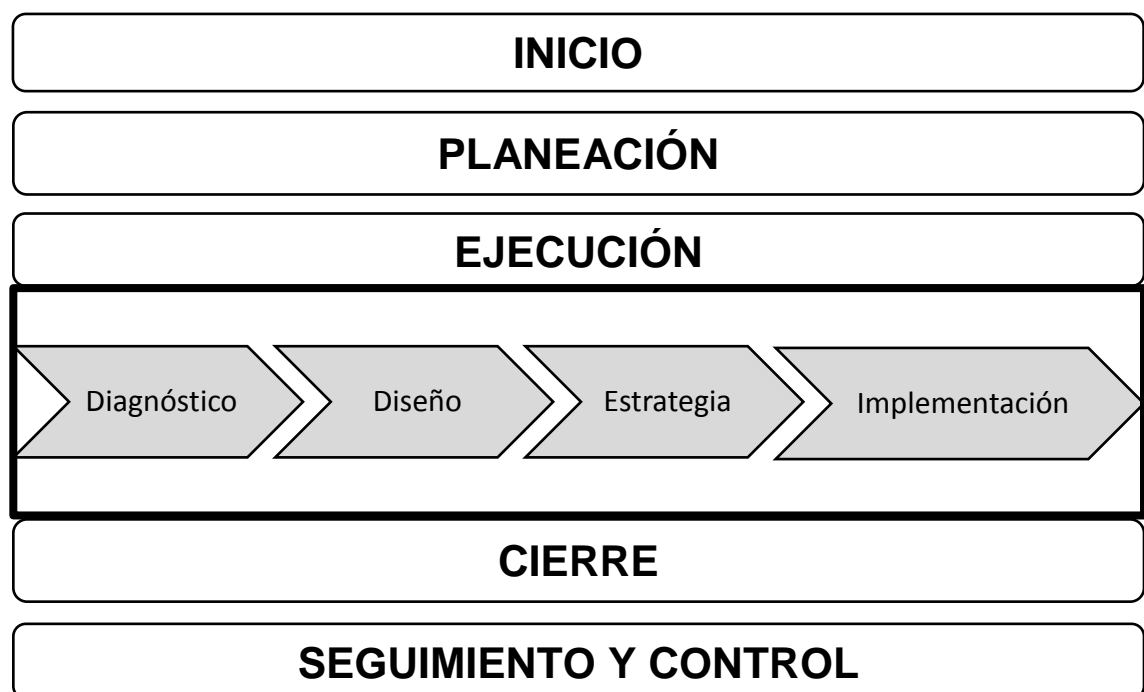 INICIO
PLANEACIÓN
EJECUCIÓN
Diagnóstico
Diseño
Estrategia
Implementación
CIERRE
SEGUIMIENTO Y CONTROL